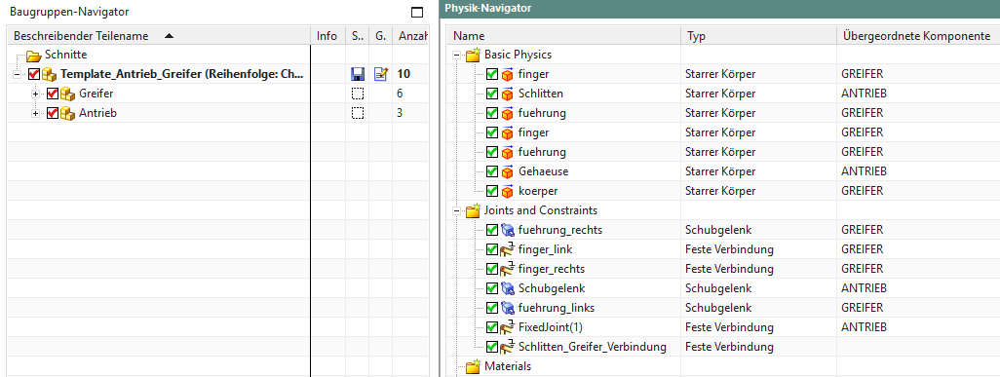 Baugruppen-Navigator
Beschreibender Teilename Info S.. G. Anzah
Schnitte
Template_Antrieb_Greifer (Reihenfolge: Ch... 10
Greifer 6
Antrieb 3
Physik-Navigator
Name Typ Übergeordnete Komponente
Basic Physics
finger Starrer Körper GREIFER
Schlitten Starrer Körper ANTRIEB
fuehrung Starrer Körper GREIFER
finger Starrer Körper GREIFER
fuehrung Starrer Körper GREIFER
Gehaeuse Starrer Körper ANTRIEB
koerper Starrer Körper GREIFER
Joints and Constraints
fuehrung_rechts Schubgelenk GREIFER
finger_link Feste Verbindung GREIFER
finger_rechts Feste Verbindung GREIFER
Schubgelenk Schubgelenk ANTRIEB
fuehrung_links Schubgelenk GREIFER
FixedJoint(1) Feste Verbindung ANTRIEB
Schlitten_Greifer_Verbindung Feste Verbindung
Materials